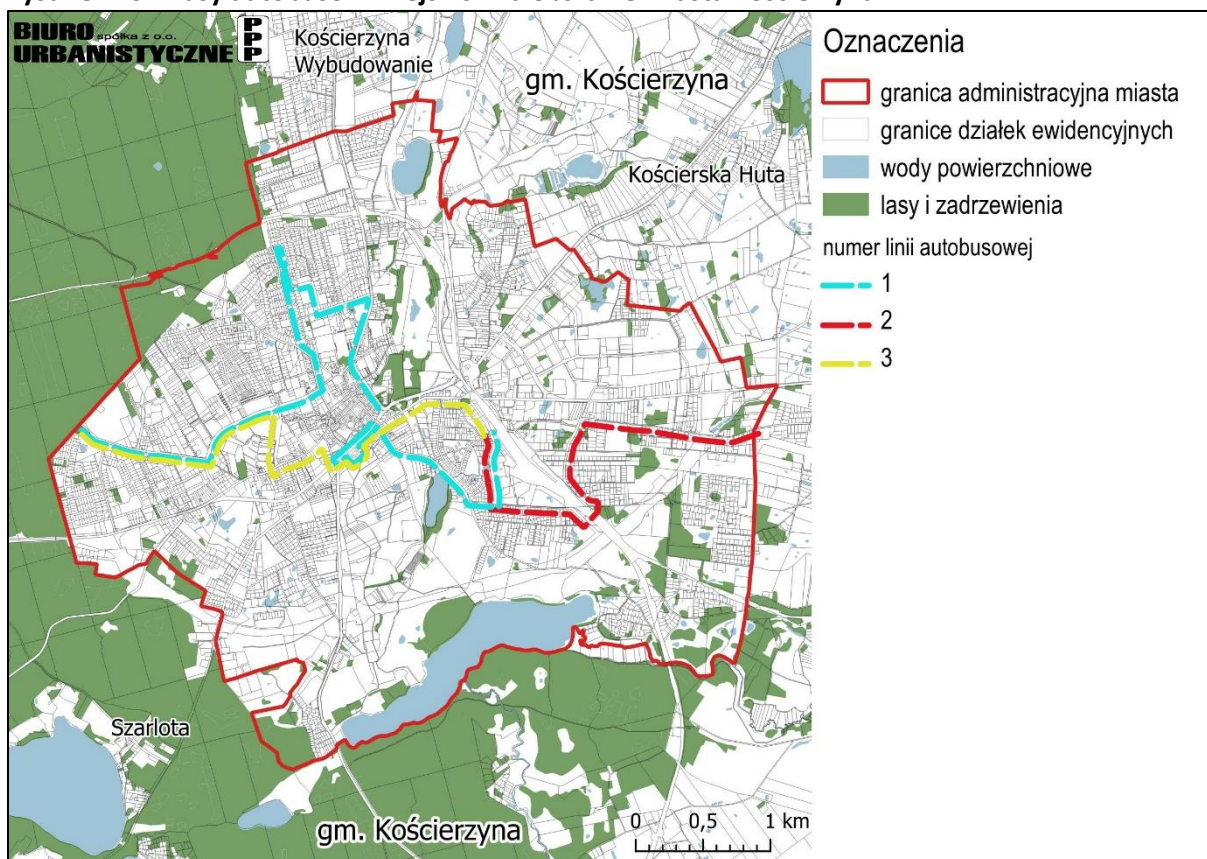 BIURO spółka z o.o.
URBANISTYCZNE
PPP
Kościerzyna
Wybudowanie
gm. Kościerzyna
Kościerska Huta
Szarlota
gm. Kościerzyna
0 0,5 1 km
Oznaczenia
granica administracyjna miasta
granice działek ewidencyjnych
wody powierzchniowe
lasy i zadrzewienia
numer linii autobusowej
1
2
3